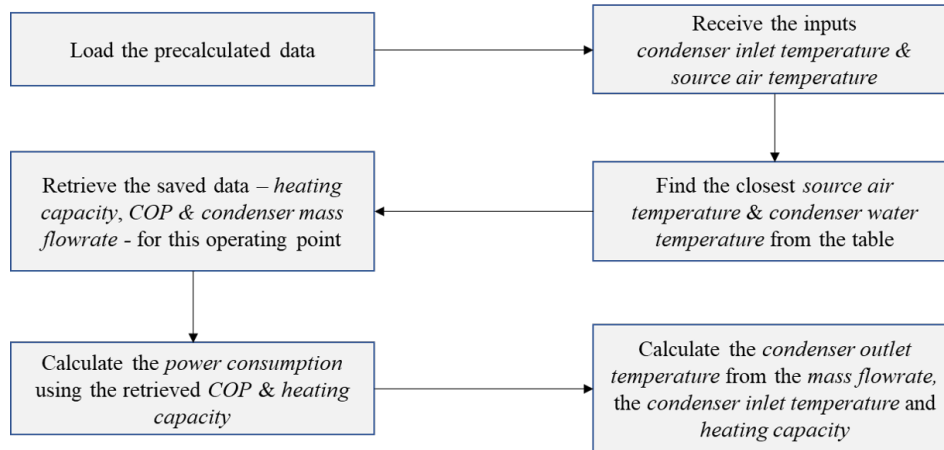 Load the precalculated data
Receive the inputs
condenser inlet temperature &
source air temperature
Find the closest source air
temperature & condenser water
temperature from the table
Retrieve the saved data – heating
capacity, COP & condenser mass
flowrate - for this operating point
Calculate the power consumption
using the retrieved COP & heating
capacity
Calculate the condenser outlet
temperature from the mass flowrate,
the condenser inlet temperature and
heating capacity